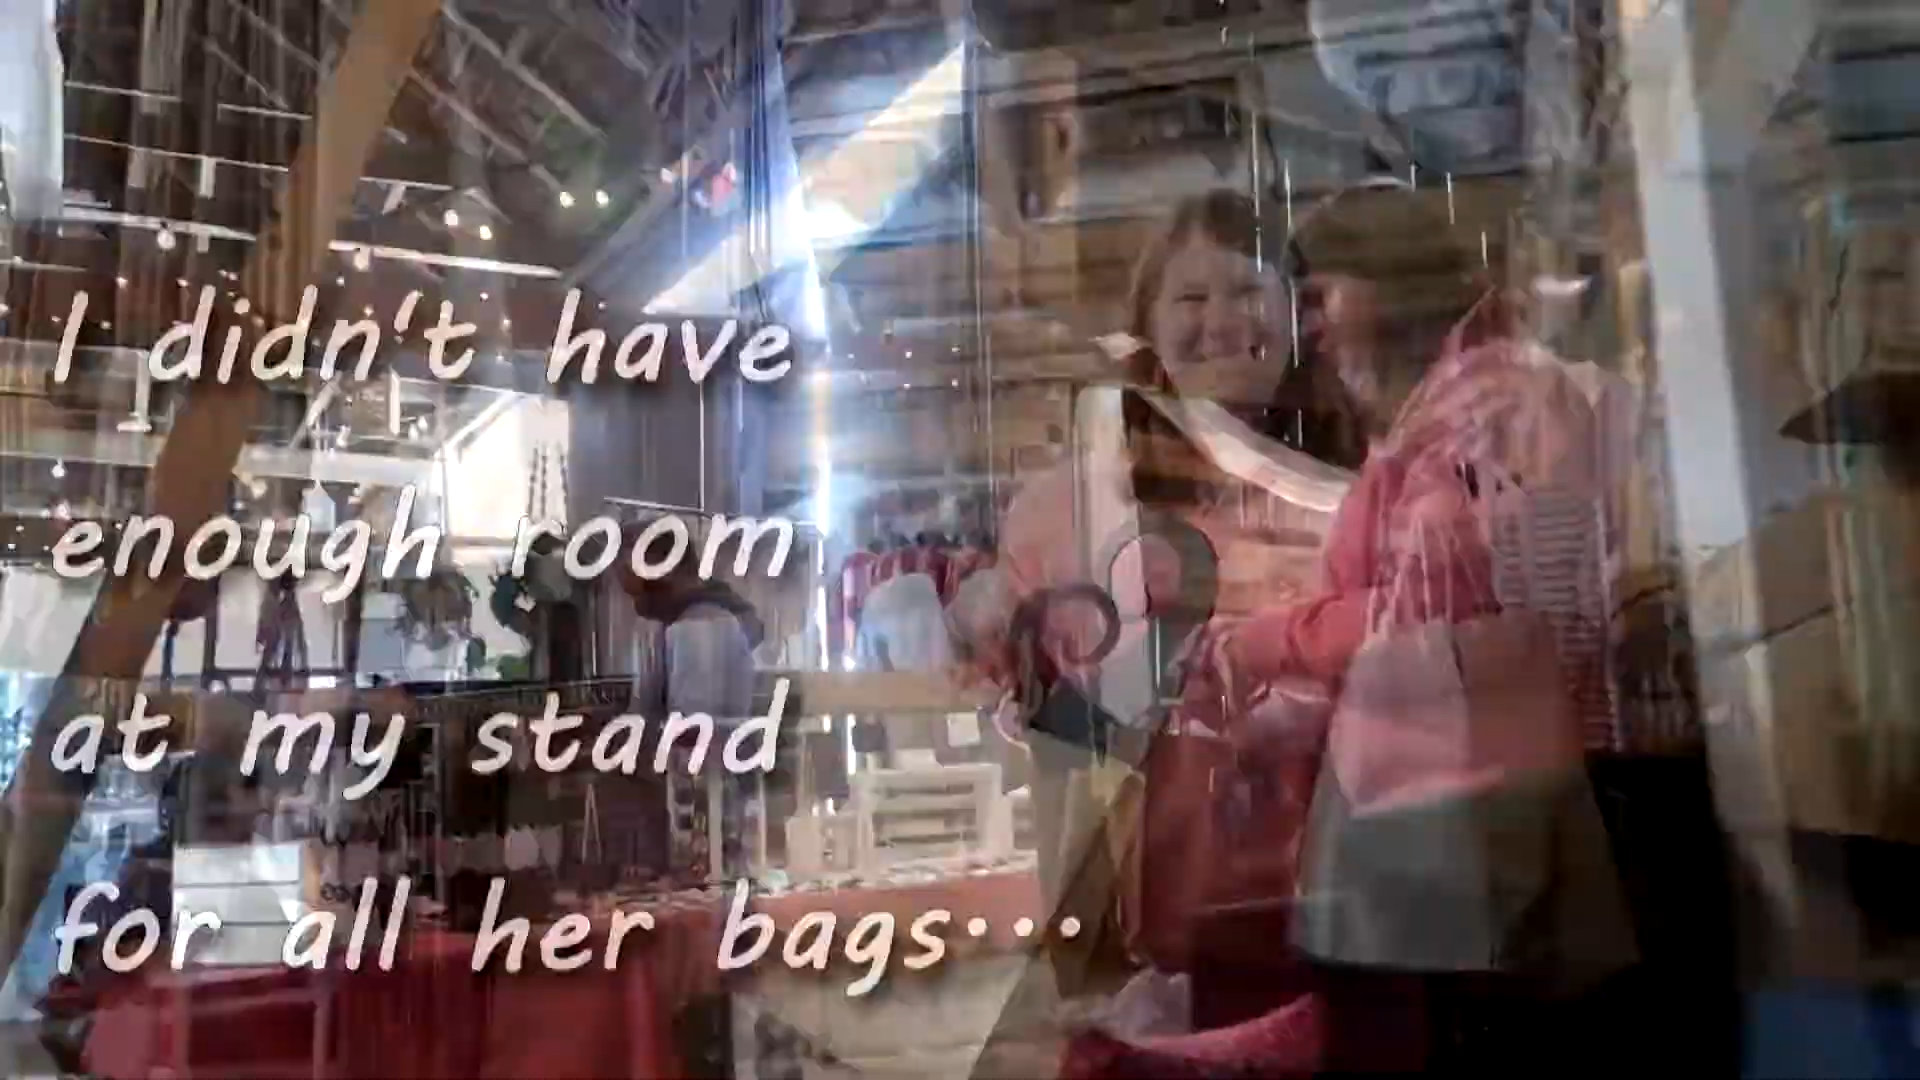 I didn't have
enough room
at my stand
for all her bags...